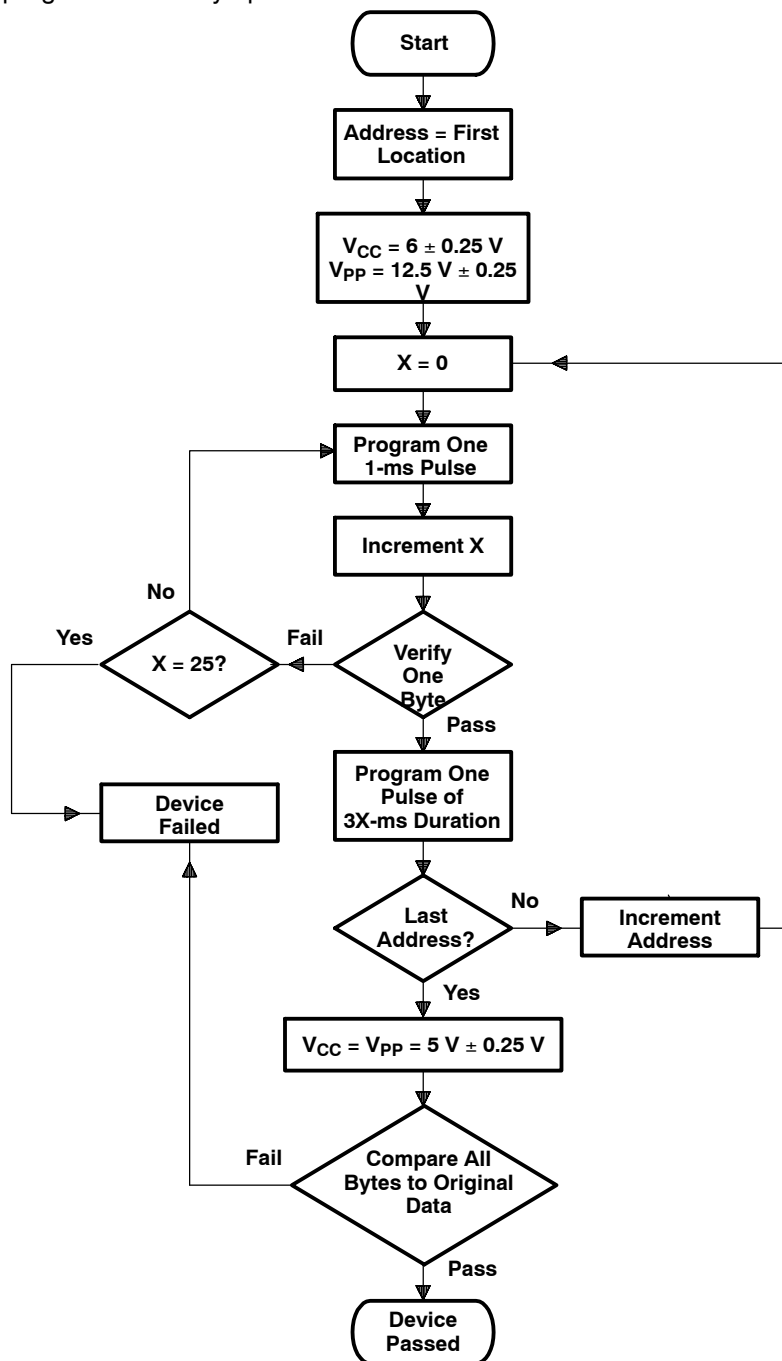 Start
Address = First
Location
VCC = 6 ± 0.25 V
VPP = 12.5 V ± 0.25
V
X = 0
Program One
1-ms Pulse
Increment X
No
Yes
X = 25?
Fail
Verify
One
Byte
Pass
Program One
Pulse of
3X-ms Duration
Device
Failed
Last
Address?
No
Increment
Address
Yes
VCC = VPP = 5 V ± 0.25 V
Fail
Compare All
Bytes to Original
Data
Pass
Device
Passed